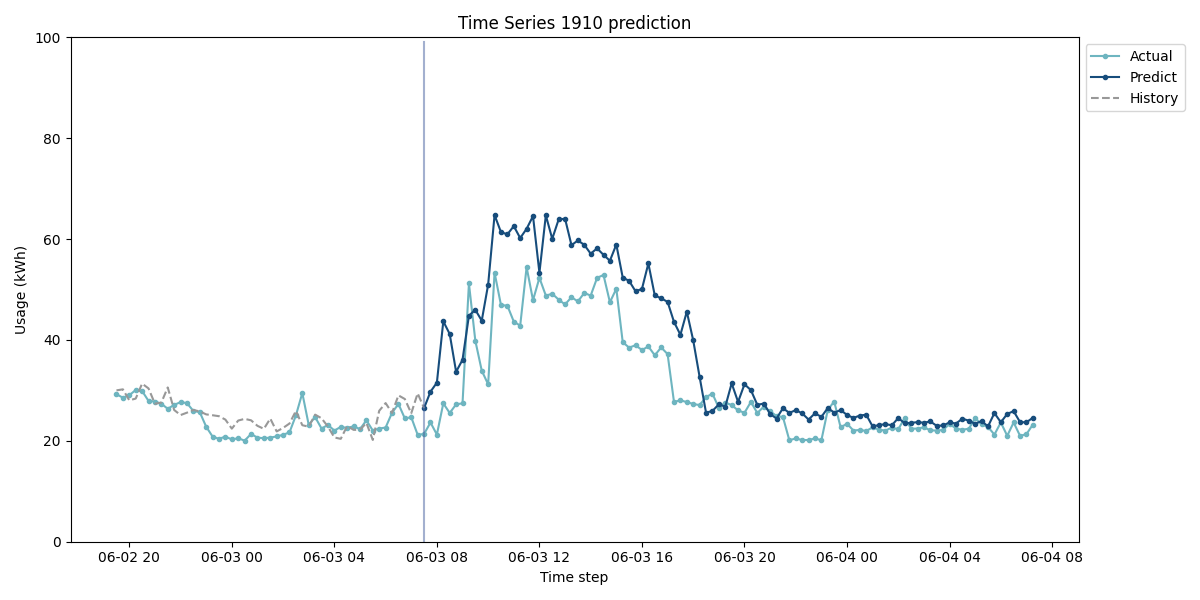 Time Series 1910 prediction
100
80
60
40
20
0
Usage (kWh)
06-02 20
06-03 00
06-03 04
06-03 08
06-03 12
06-03 16
06-03 20
06-04 00
06-04 04
06-04 08
Time step
Actual
Predict
History